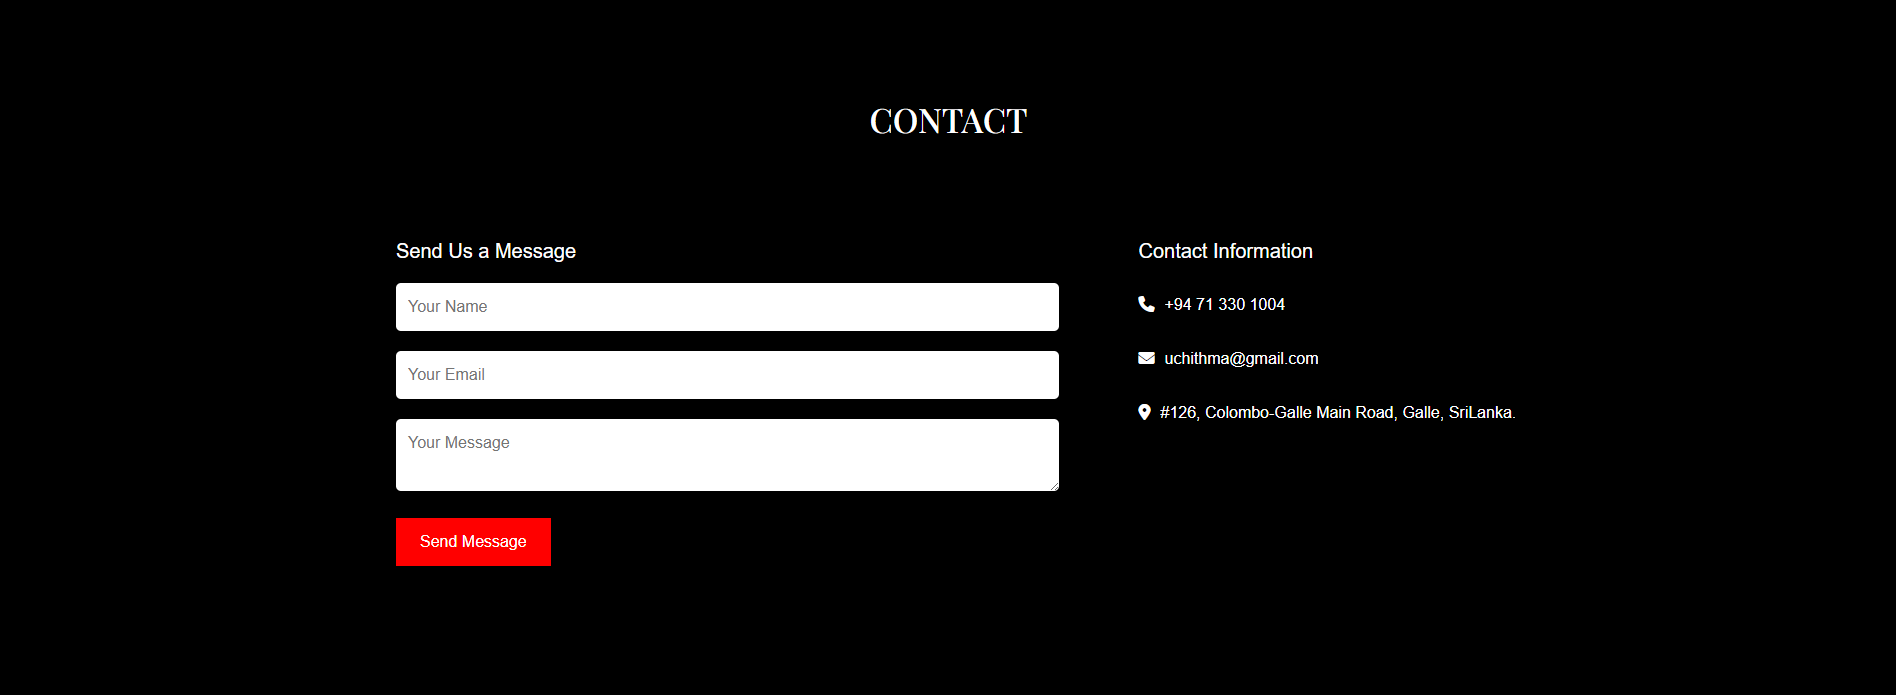 CONTACT
Send Us a Message
Your Name
Your Email
Your Message
Send Message
Contact Information
+94 71 330 1004
uchithma@gmail.com
#126, Colombo-Galle Main Road, Galle, SriLanka.